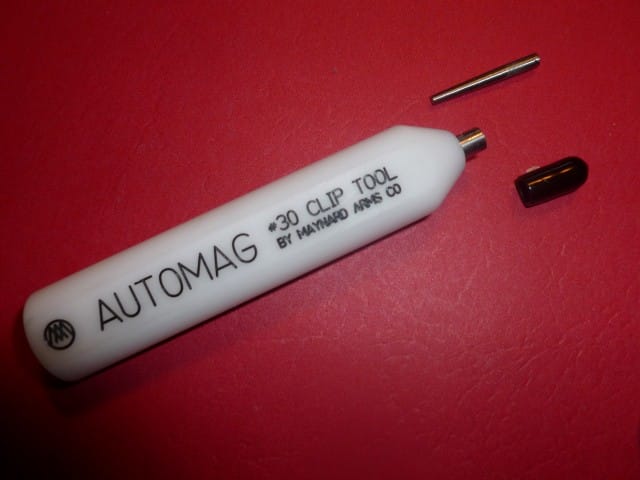 AUTOMAG
#30 CLIP TOOL
BY MAYNARD ARMS CO